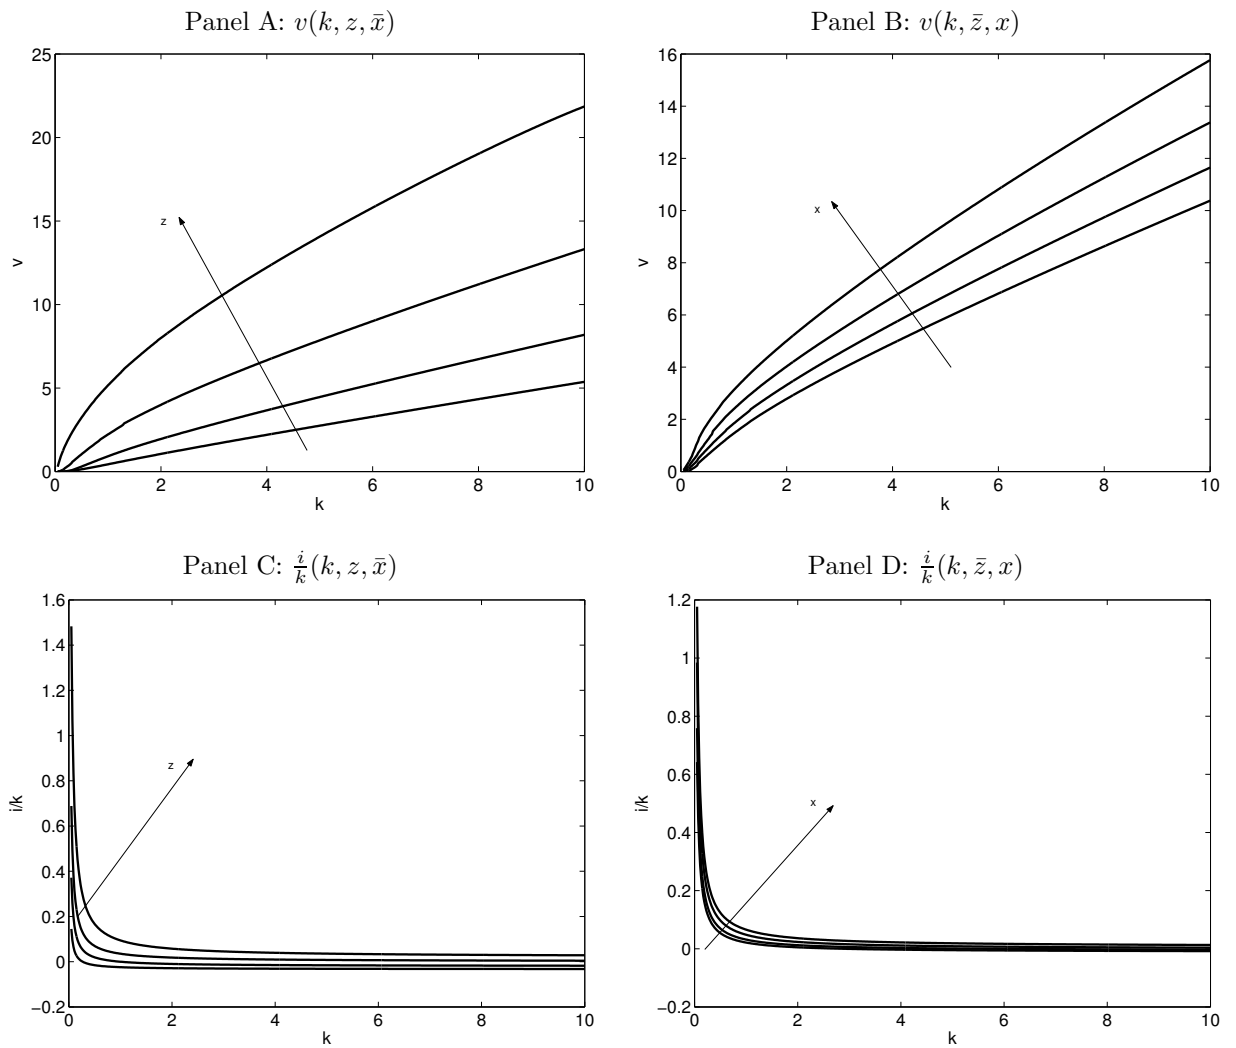 Panel A: v(k, z, x̄)
25
20
15
10
5
0
0 2 4 6 8 10
v
k
z
Panel B: v(k, z̄, x)
16
14
12
10
8
6
4
2
0
0 2 4 6 8 10
v
k
x
Panel C: i/k (k, z, x̄)
1.6
1.4
1.2
1
0.8
0.6
0.4
0.2
0
−0.2
0 2 4 6 8 10
i/k
k
z
Panel D: i/k (k, z̄, x)
1.2
1
0.8
0.6
0.4
0.2
0
−0.2
0 2 4 6 8 10
i/k
k
x